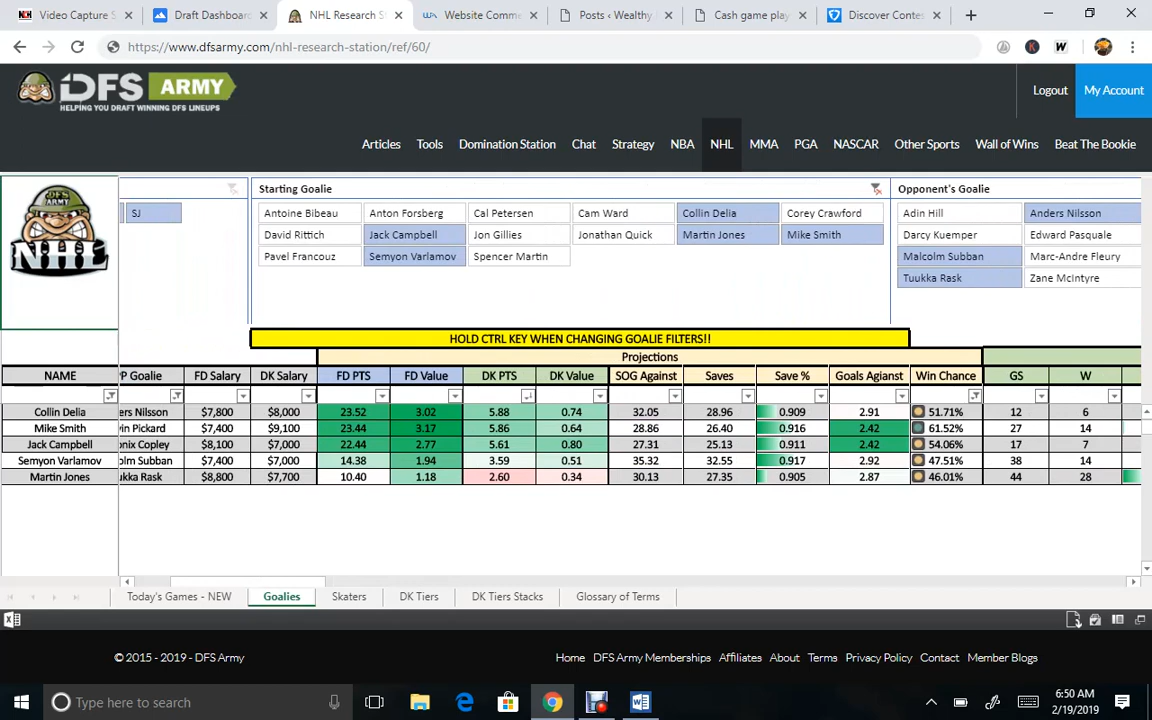 Video Capture S
Draft Dashboard
NHL Research St
Website Comme
Posts ‹ Wealthy
Cash game play
Discover Contes
https://www.dfsarmy.com/nhl-research-station/ref/60/
DFS ARMY
HELPING YOU DRAFT WINNING DFS LINEUPS
Logout My Account
Articles Tools Domination Station Chat Strategy NBA NHL MMA PGA NASCAR Other Sports Wall of Wins Beat The Bookie
DFS ARMY
NHL
SJ
Starting Goalie
Antoine Bibeau Anton Forsberg Cal Petersen Cam Ward Collin Delia Corey Crawford
David Rittich Jack Campbell Jon Gillies Jonathan Quick Martin Jones Mike Smith
Pavel Francouz Semyon Varlamov Spencer Martin
Opponent's Goalie
Adin Hill Anders Nilsson
Darcy Kuemper Edward Pasquale
Malcolm Subban Marc-Andre Fleury
Tuukka Rask Zane McIntyre
HOLD CTRL KEY WHEN CHANGING GOALIE FILTERS!!
Projections
NAME PP Goalie FD Salary DK Salary FD PTS FD Value DK PTS DK Value SOG Against Saves Save % Goals Agianst Win Chance GS W
Collin Delia ers Nilsson $7,800 $8,000 23.52 3.02 5.88 0.74 32.05 28.96 0.909 2.91 51.71% 12 6
Mike Smith vin Pickard $7,400 $9,100 23.44 3.17 5.86 0.64 28.86 26.40 0.916 2.42 61.52% 27 14
Jack Campbell onix Copley $8,100 $7,000 22.44 2.77 5.61 0.80 27.31 25.13 0.911 2.42 54.06% 17 7
Semyon Varlamov olm Subban $7,400 $7,000 14.38 1.94 3.59 0.51 35.32 32.55 0.917 2.92 47.51% 38 14
Martin Jones ukka Rask $8,800 $7,700 10.40 1.18 2.60 0.34 30.13 27.35 0.905 2.87 46.01% 44 28
Today's Games - NEW Goalies Skaters DK Tiers DK Tiers Stacks Glossary of Terms
© 2015 - 2019 - DFS Army
Home DFS Army Memberships Affiliates About Terms Privacy Policy Contact Member Blogs
Type here to search
6:50 AM
2/19/2019